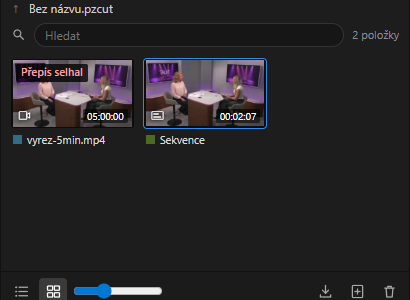 Bez názvu.pzcut
Hledat
2 položky
Přepis selhal
05:00:00
00:02:07
vyrez-5min.mp4
Sekvence